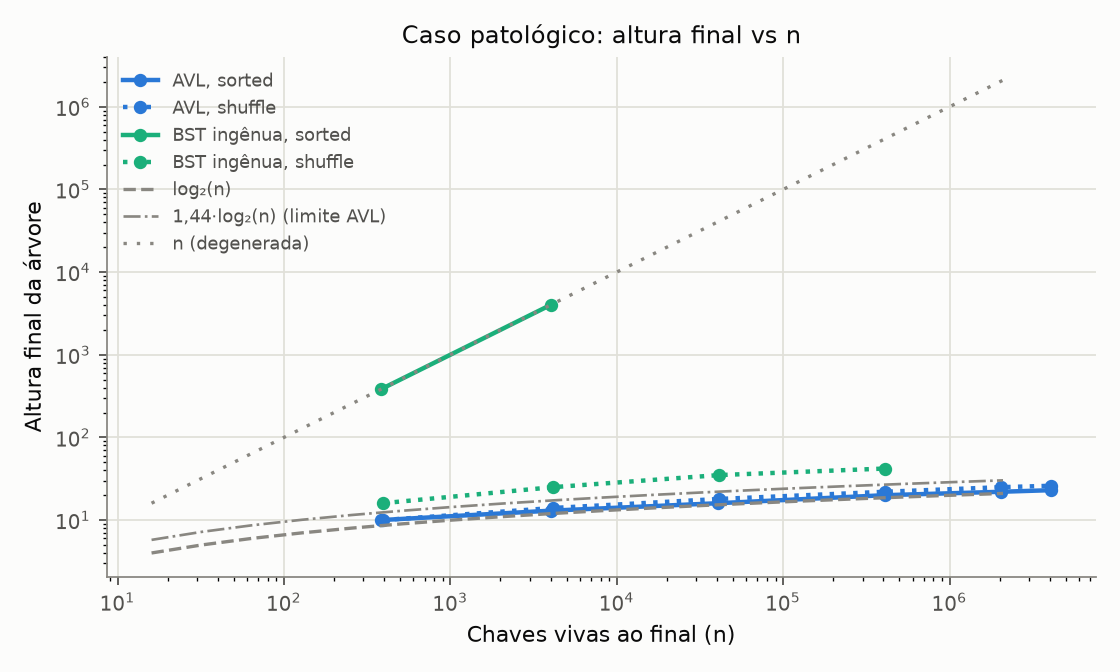 Caso patológico: altura final vs n
AVL, sorted
AVL, shuffle
BST ingênua, sorted
BST ingênua, shuffle
log₂(n)
1,44·log₂(n) (limite AVL)
n (degenerada)
Altura final da árvore
10⁶
10⁵
10⁴
10³
10²
10¹
10¹ 10² 10³ 10⁴ 10⁵ 10⁶
Chaves vivas ao final (n)